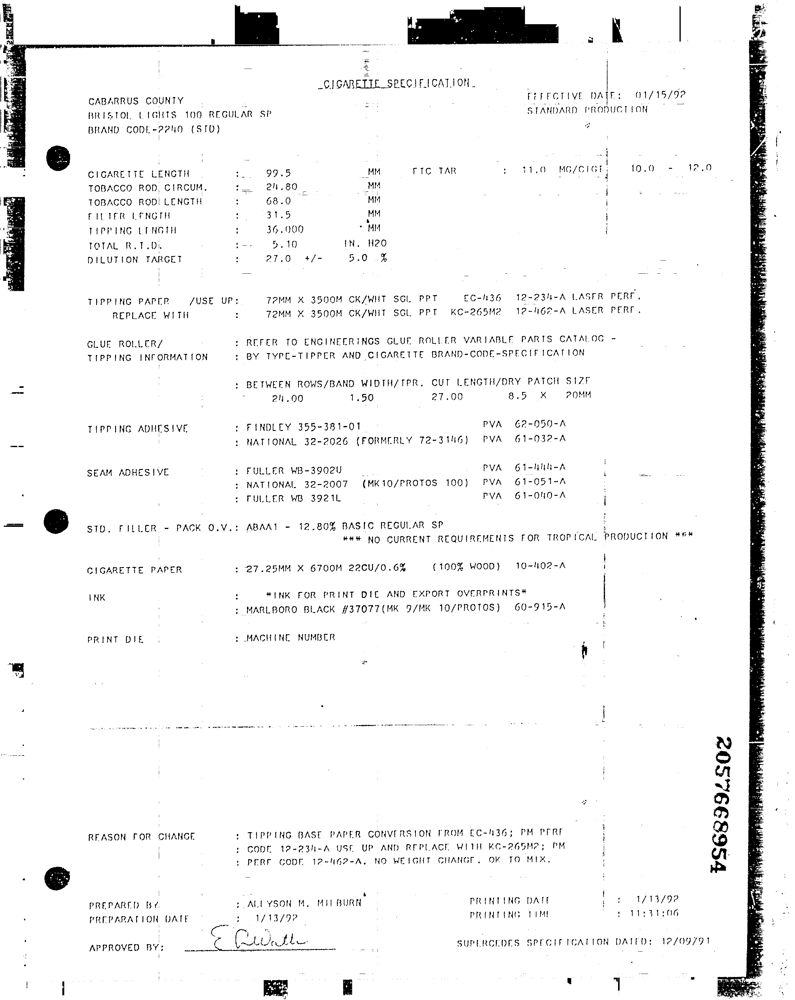 CIGARETTE SPECIFICATION
CABARRUS COUNTY
EFFECTIVE DATE: 01/15/92
BRISTOL LIGHTS 100 REGULAR SP
STANDARD PRODUCTION
BRAND CODE-2240 (STD)
CIGARETTE LENGTH : 99.5 MM FTC TAR : 11.0 MG/CIGT 10.0 - 12.0
TOBACCO ROD CIRCUM. : 24.80 MM
TOBACCO ROD LENGTH : 68.0 MM
FILTER LENGTH : 31.5 MM
TIPPING LENGTH : 36.000 MM
TOTAL R.T.D. : 5.10 IN. H2O
DILUTION TARGET : 27.0 +/- 5.0 %
TIPPING PAPER /USE UP: 72MM X 3500M CK/WHT SGL PPT EC-436 12-234-A LASER PERF.
REPLACE WITH : 72MM X 3500M CK/WHT SGL PPT KC-265M2 12-462-A LASER PERF.
GLUE ROLLER/ : REFER TO ENGINEERINGS GLUE ROLLER VARIABLE PARTS CATALOG -
TIPPING INFORMATION : BY TYPE-TIPPER AND CIGARETTE BRAND-CODE-SPECIFICATION
: BETWEEN ROWS/BAND WIDTH/TPR. CUT LENGTH/DRY PATCH SIZE
24.00 1.50 27.00 8.5 X 20MM
TIPPING ADHESIVE : FINDLEY 355-381-01 PVA 62-050-A
: NATIONAL 32-2026 (FORMERLY 72-3146) PVA 61-032-A
SEAM ADHESIVE : FULLER WB-3902U PVA 61-444-A
: NATIONAL 32-2007 (MK10/PROTOS 100) PVA 61-051-A
: FULLER WB 3921L PVA 61-040-A
STD. FILLER - PACK O.V.: ABAA1 - 12.80% BASIC REGULAR SP
*** NO CURRENT REQUIREMENTS FOR TROPICAL PRODUCTION ***
CIGARETTE PAPER : 27.25MM X 6700M 22CU/0.6% (100% WOOD) 10-402-A
INK : *INK FOR PRINT DIE AND EXPORT OVERPRINTS*
: MARLBORO BLACK #37077(MK 9/MK 10/PROTOS) 60-915-A
PRINT DIE : MACHINE NUMBER
2057668954
REASON FOR CHANGE : TIPPING BASE PAPER CONVERSION FROM EC-436; PM PERF
: CODE 12-234-A USE UP AND REPLACE WITH KC-265M2; PM
: PERF CODE 12-462-A. NO WEIGHT CHANGE. OK TO MIX.
PREPARED BY : ALLYSON M. MILBURN PRINTING DATE : 1/13/92
PREPARATION DATE : 1/13/92 PRINTING TIME : 11:31:06
APPROVED BY:
SUPERCEDES SPECIFICATION DATED: 12/09/91